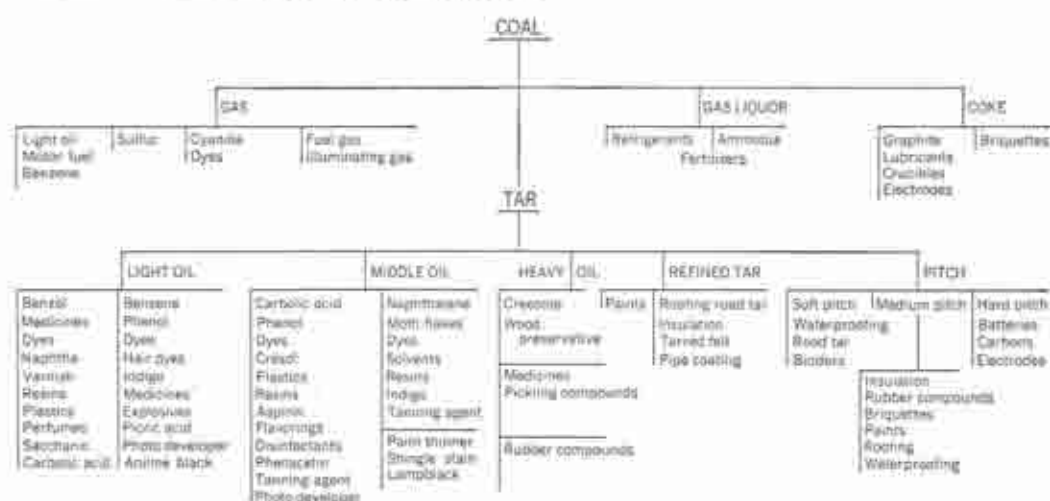 COAL
GAS
GAS LIQUOR
COKE
Light oil
Motor fuel
Benzene
Sulfur
Cyanide
Dyes
Fuel gas
Illuminating gas
Refrigerants
Ammonia
Fertilizers
Graphite
Lubricants
Crucibles
Electrodes
Briquettes
TAR
LIGHT OIL
MIDDLE OIL
HEAVY OIL
REFINED TAR
PITCH
Benzol
Medicines
Dyes
Naphtha
Varnish
Resins
Plastics
Perfumes
Saccharin
Carbolic acid
Benzene
Phenol
Dyes
Hair dyes
Indigo
Medicines
Explosives
Picric acid
Photo developer
Aniline black
Carbolic acid
Phenol
Dyes
Cresol
Plastics
Resins
Aspirin
Flavorings
Disinfectants
Phenacetin
Tanning agent
Photo developer
Naphthalene
Moth flakes
Dyes
Solvents
Resins
Indigo
Tanning agent
Paint thinner
Shingle stain
Lampblack
Creosote
Wood
preservative
Medicines
Pickling compounds
Rubber compounds
Paints
Roofing road tar
Insulation
Tarred felt
Pipe coating
Soft pitch
Waterproofing
Road tar
Binders
Medium pitch
Insulation
Rubber compounds
Briquettes
Paints
Roofing
Waterproofing
Hard pitch
Batteries
Carbons
Electrodes